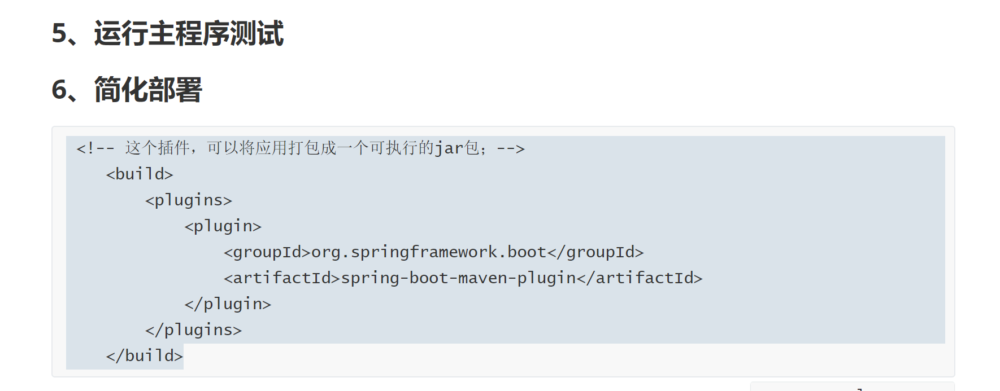 5、运行主程序测试
6、简化部署
<!-- 这个插件，可以将应用打包成一个可执行的jar包；-->
<build>
<plugins>
<plugin>
<groupId>org.springframework.boot</groupId>
<artifactId>spring-boot-maven-plugin</artifactId>
</plugin>
</plugins>
</build>